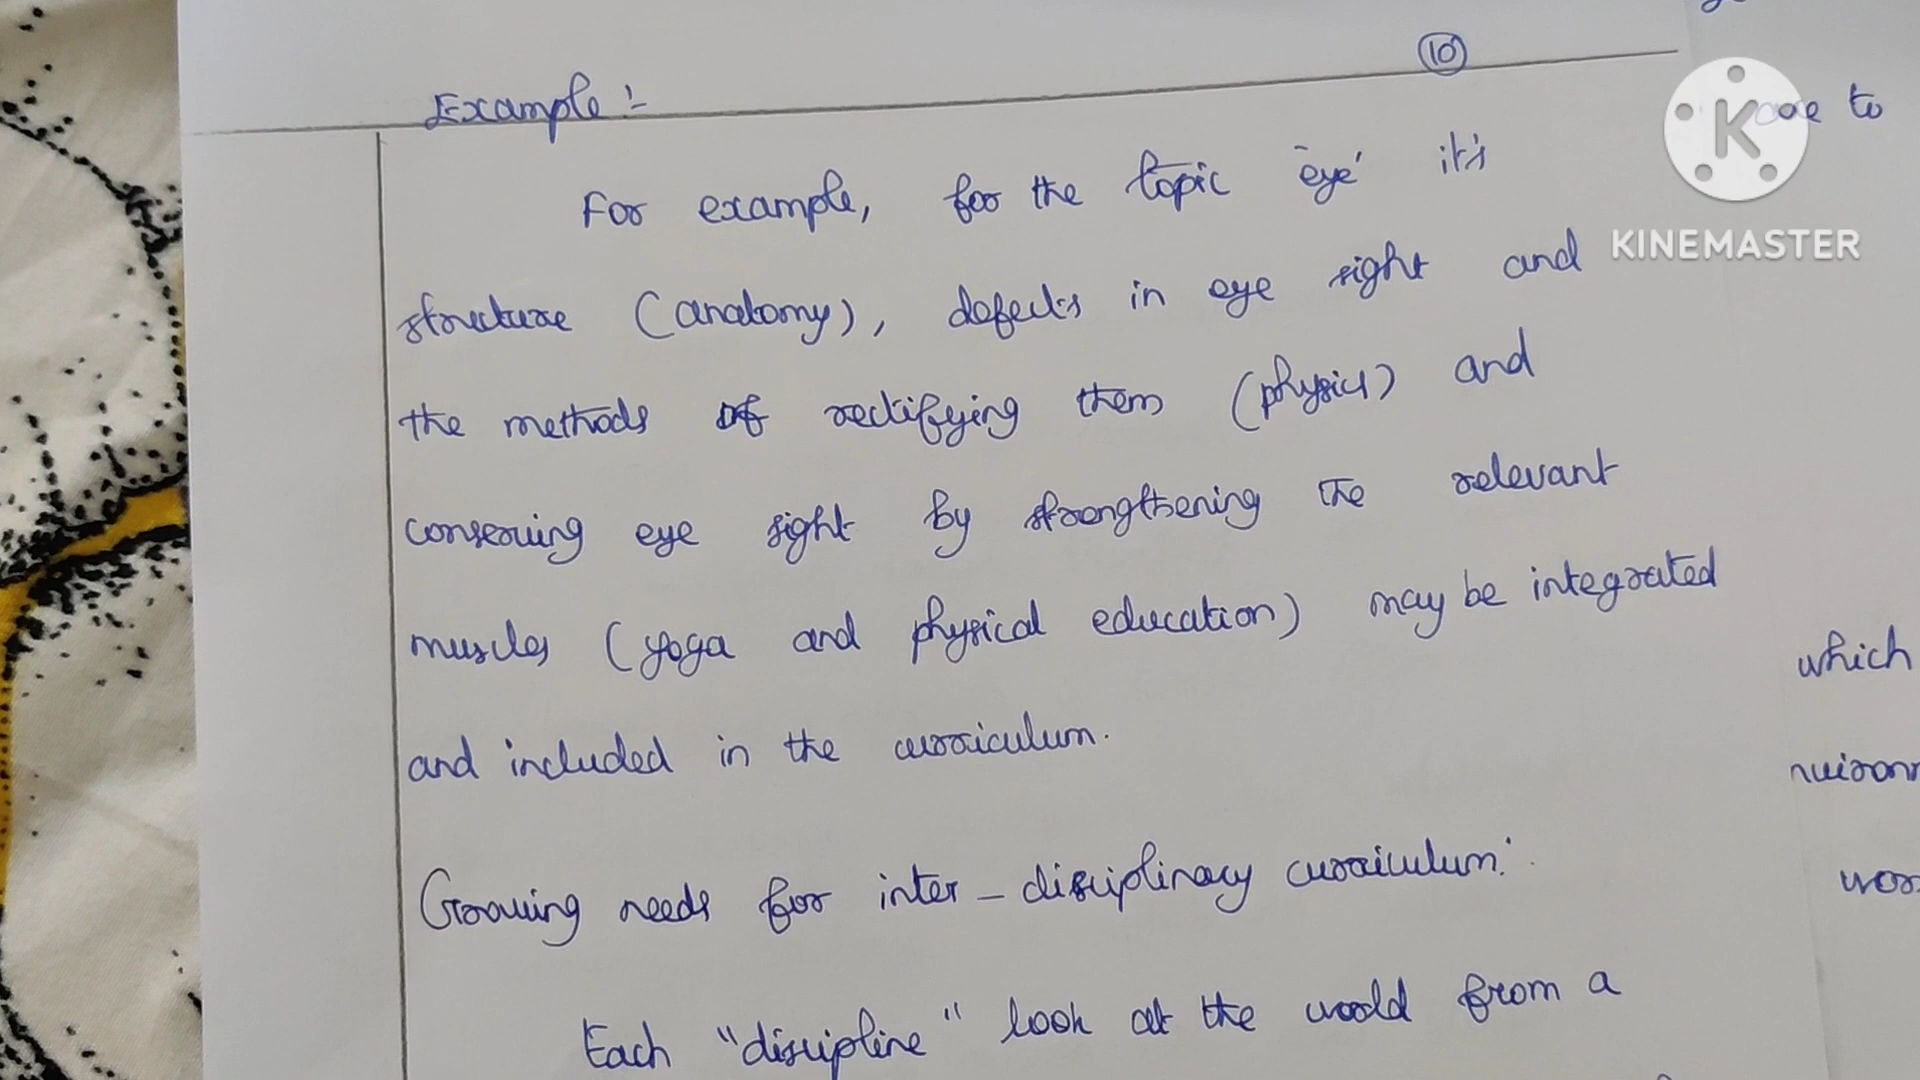 10
Example :-
For example, for the topic 'eye' it's
structure (anatomy), defects in eye sight and
the methods of rectifying them (physics) and
conserving eye sight by strengthening the relevant
muscles (yoga and physical education) may be integrated
and included in the curriculum.
Growing needs for inter - disciplinary curriculum:
Each "discipline" look at the world from a
to
which
KINEMASTER